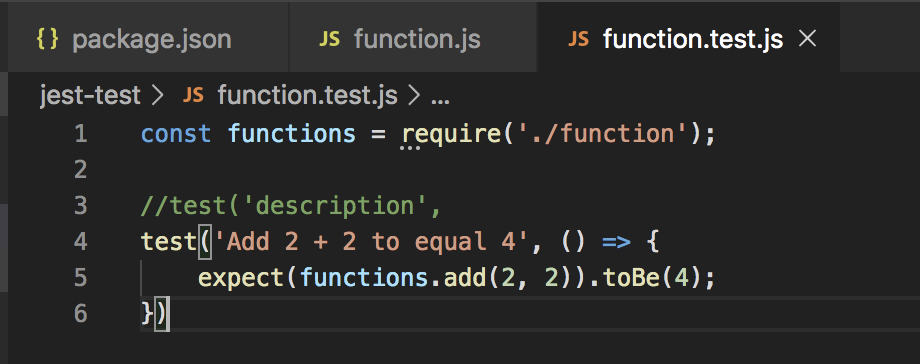 {} package.json JS function.js JS function.test.js ×
jest-test > JS function.test.js > ...
1 const functions = require('./function');
2
3 //test('description',
4 test('Add 2 + 2 to equal 4', () => {
5 expect(functions.add(2, 2)).toBe(4);
6 })